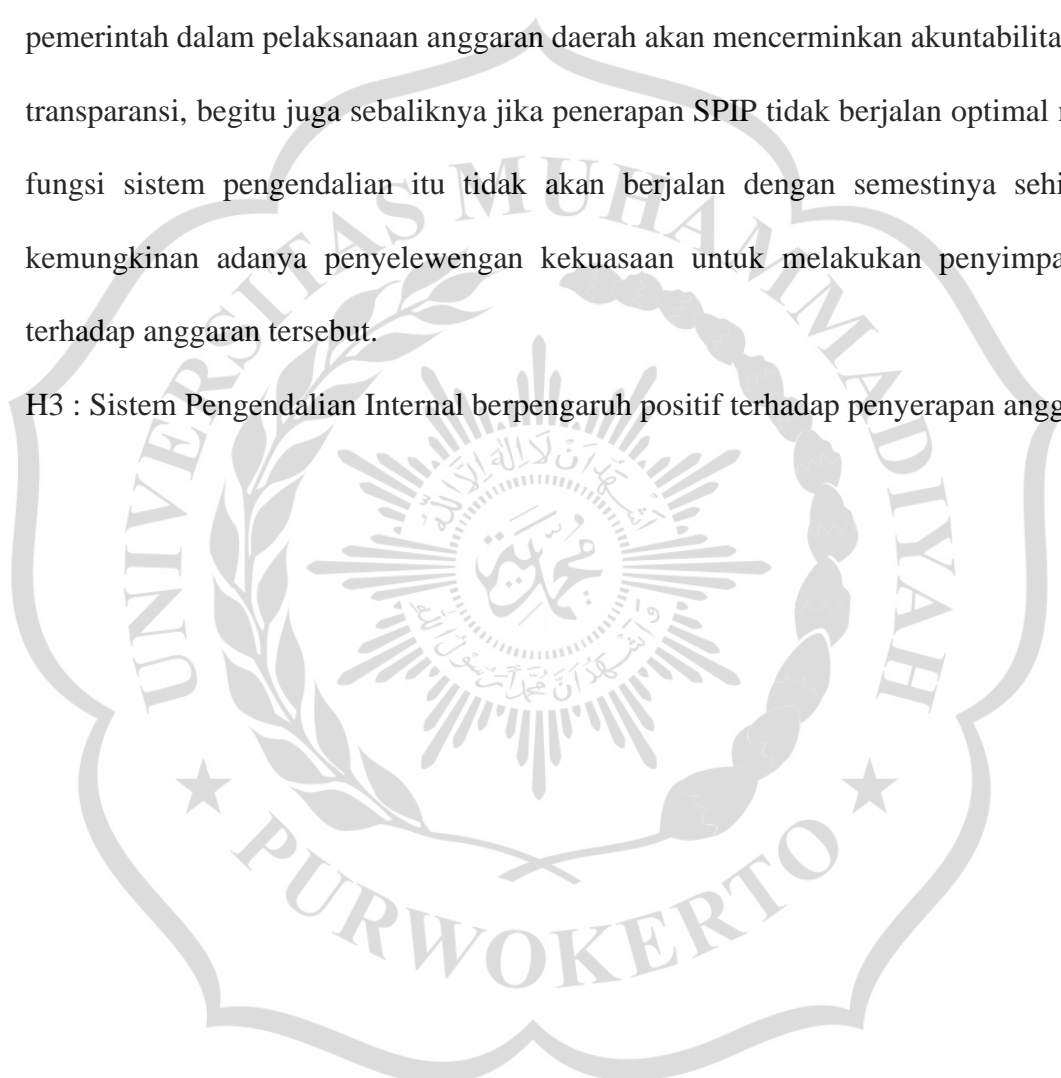 pemerintah dalam pelaksanaan anggaran daerah akan mencerminkan akuntabilita
transparansi, begitu juga sebaliknya jika penerapan SPIP tidak berjalan optimal
fungsi sistem pengendalian itu tidak akan berjalan dengan semestinya sehi
kemungkinan adanya penyelewengan kekuasaan untuk melakukan penyimpa
terhadap anggaran tersebut.
H3 : Sistem Pengendalian Internal berpengaruh positif terhadap penyerapan angg
UNIVERSITAS MUHAMMADIYAH
PURWOKERTO